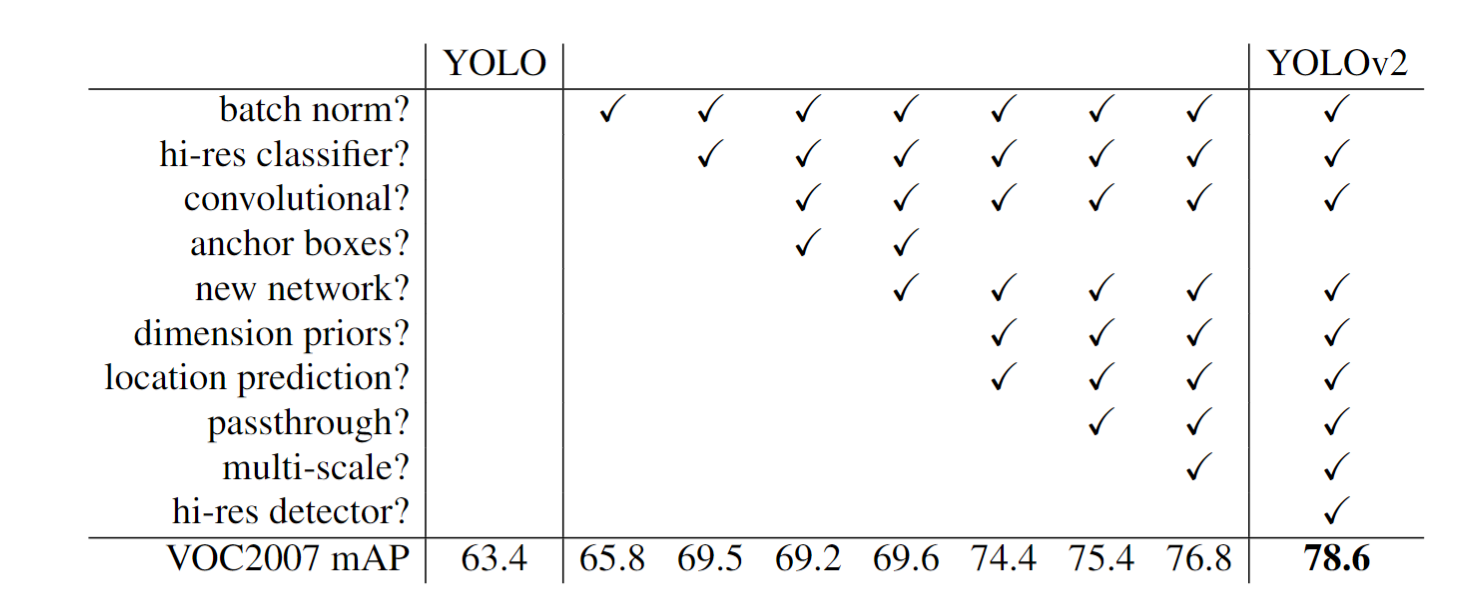 YOLO YOLOv2
batch norm? ✓ ✓ ✓ ✓ ✓ ✓ ✓ ✓
hi-res classifier? ✓ ✓ ✓ ✓ ✓ ✓ ✓
convolutional? ✓ ✓ ✓ ✓ ✓ ✓
anchor boxes? ✓ ✓
new network? ✓ ✓ ✓ ✓ ✓
dimension priors? ✓ ✓ ✓ ✓
location prediction? ✓ ✓ ✓ ✓
passthrough? ✓ ✓ ✓
multi-scale? ✓ ✓
hi-res detector? ✓
VOC2007 mAP 63.4 65.8 69.5 69.2 69.6 74.4 75.4 76.8 78.6